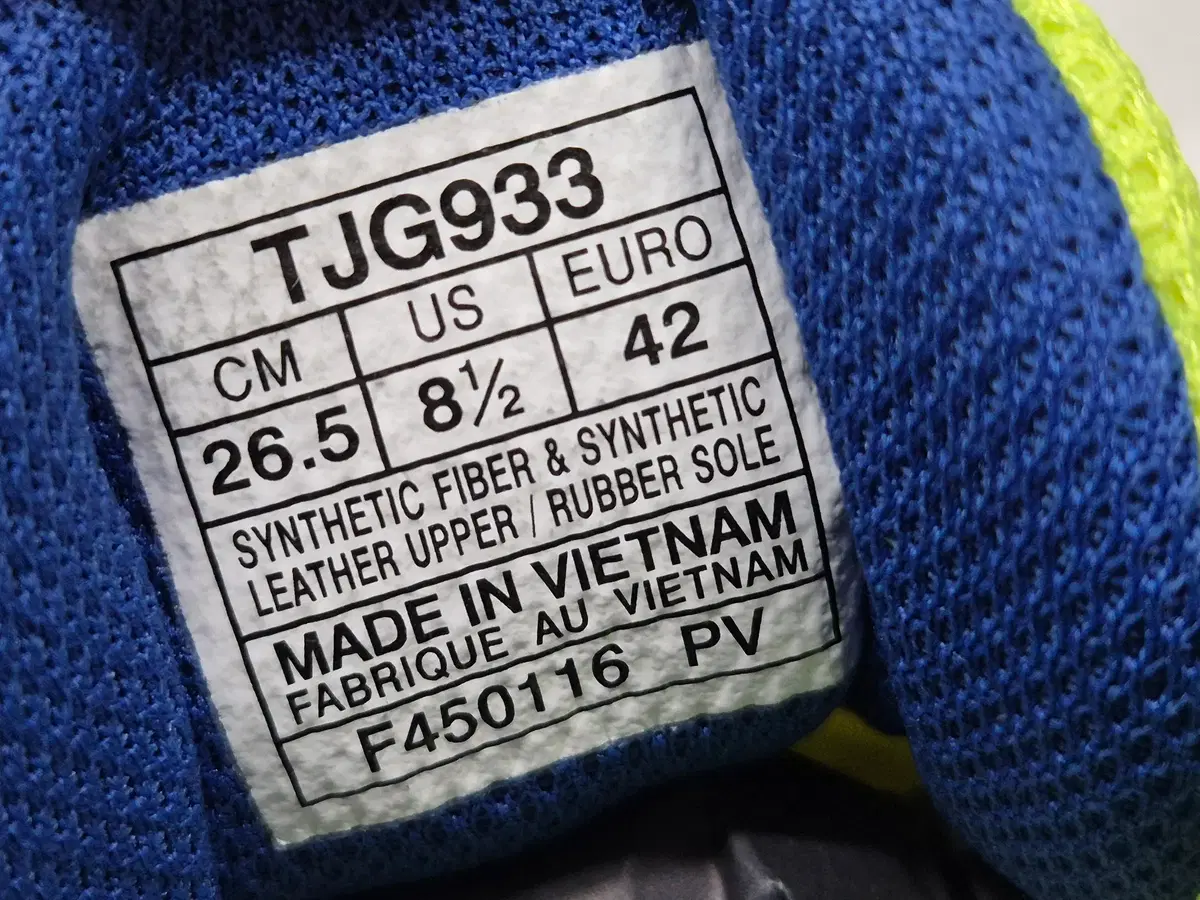 TJG933
CM US EURO
26.5 8½ 42
SYNTHETIC FIBER & SYNTHETIC
LEATHER UPPER / RUBBER SOLE
MADE IN VIETNAM
FABRIQUE AU VIETNAM
F450116 PV